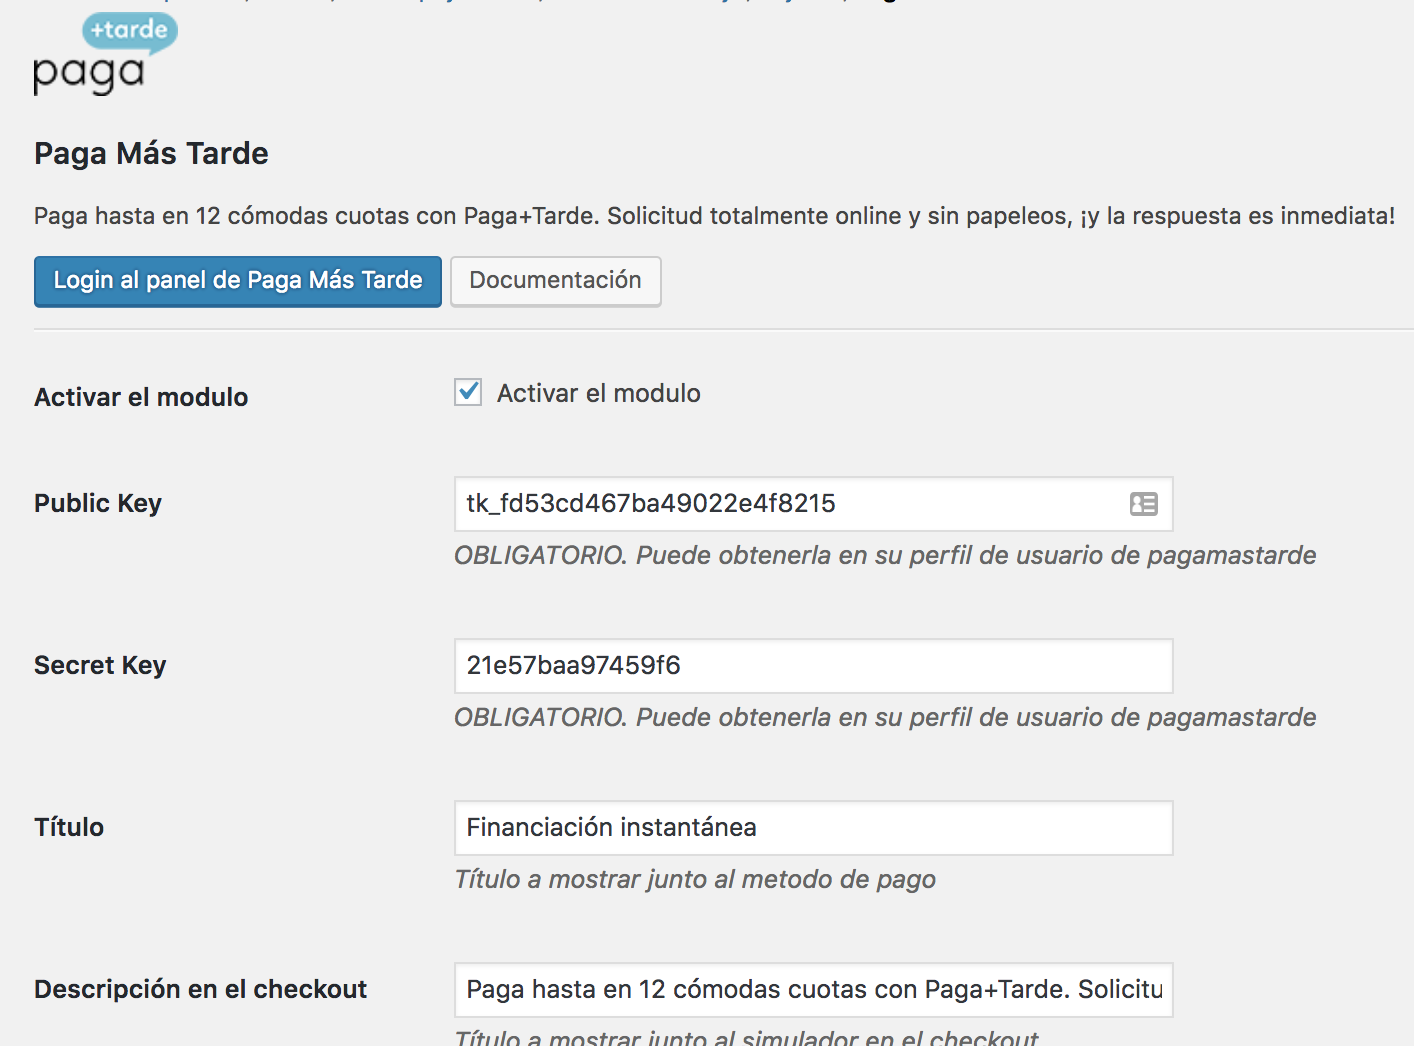 +tarde
paga
Paga Más Tarde
Paga hasta en 12 cómodas cuotas con Paga+Tarde. Solicitud totalmente online y sin papeleos, ¡y la respuesta es inmediata!
Login al panel de Paga Más Tarde Documentación
Activar el modulo Activar el modulo
Public Key tk_fd53cd467ba49022e4f8215
OBLIGATORIO. Puede obtenerla en su perfil de usuario de pagamastarde
Secret Key 21e57baa97459f6
OBLIGATORIO. Puede obtenerla en su perfil de usuario de pagamastarde
Título Financiación instantánea
Título a mostrar junto al metodo de pago
Descripción en el checkout Paga hasta en 12 cómodas cuotas con Paga+Tarde. Solicitu
Título a mostrar junto al simulador en el checkout